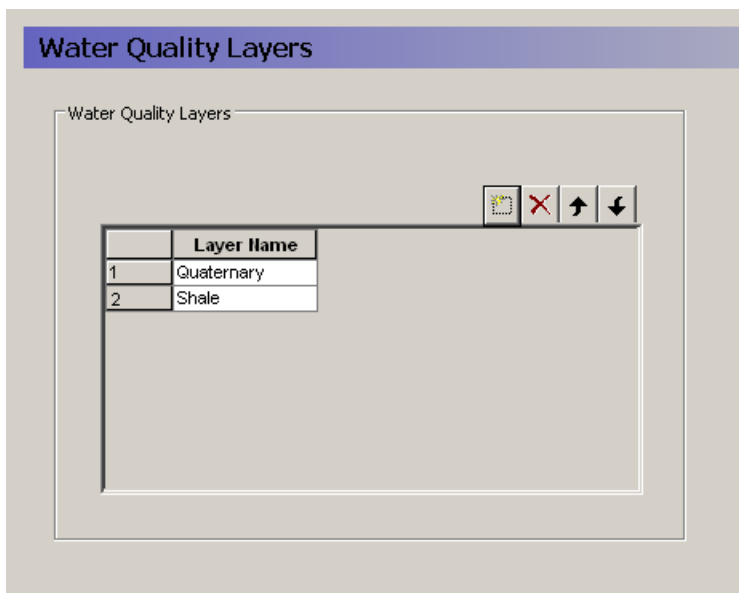 Water Quality Layers
Water Quality Layers
Layer Name
1 Quaternary
2 Shale